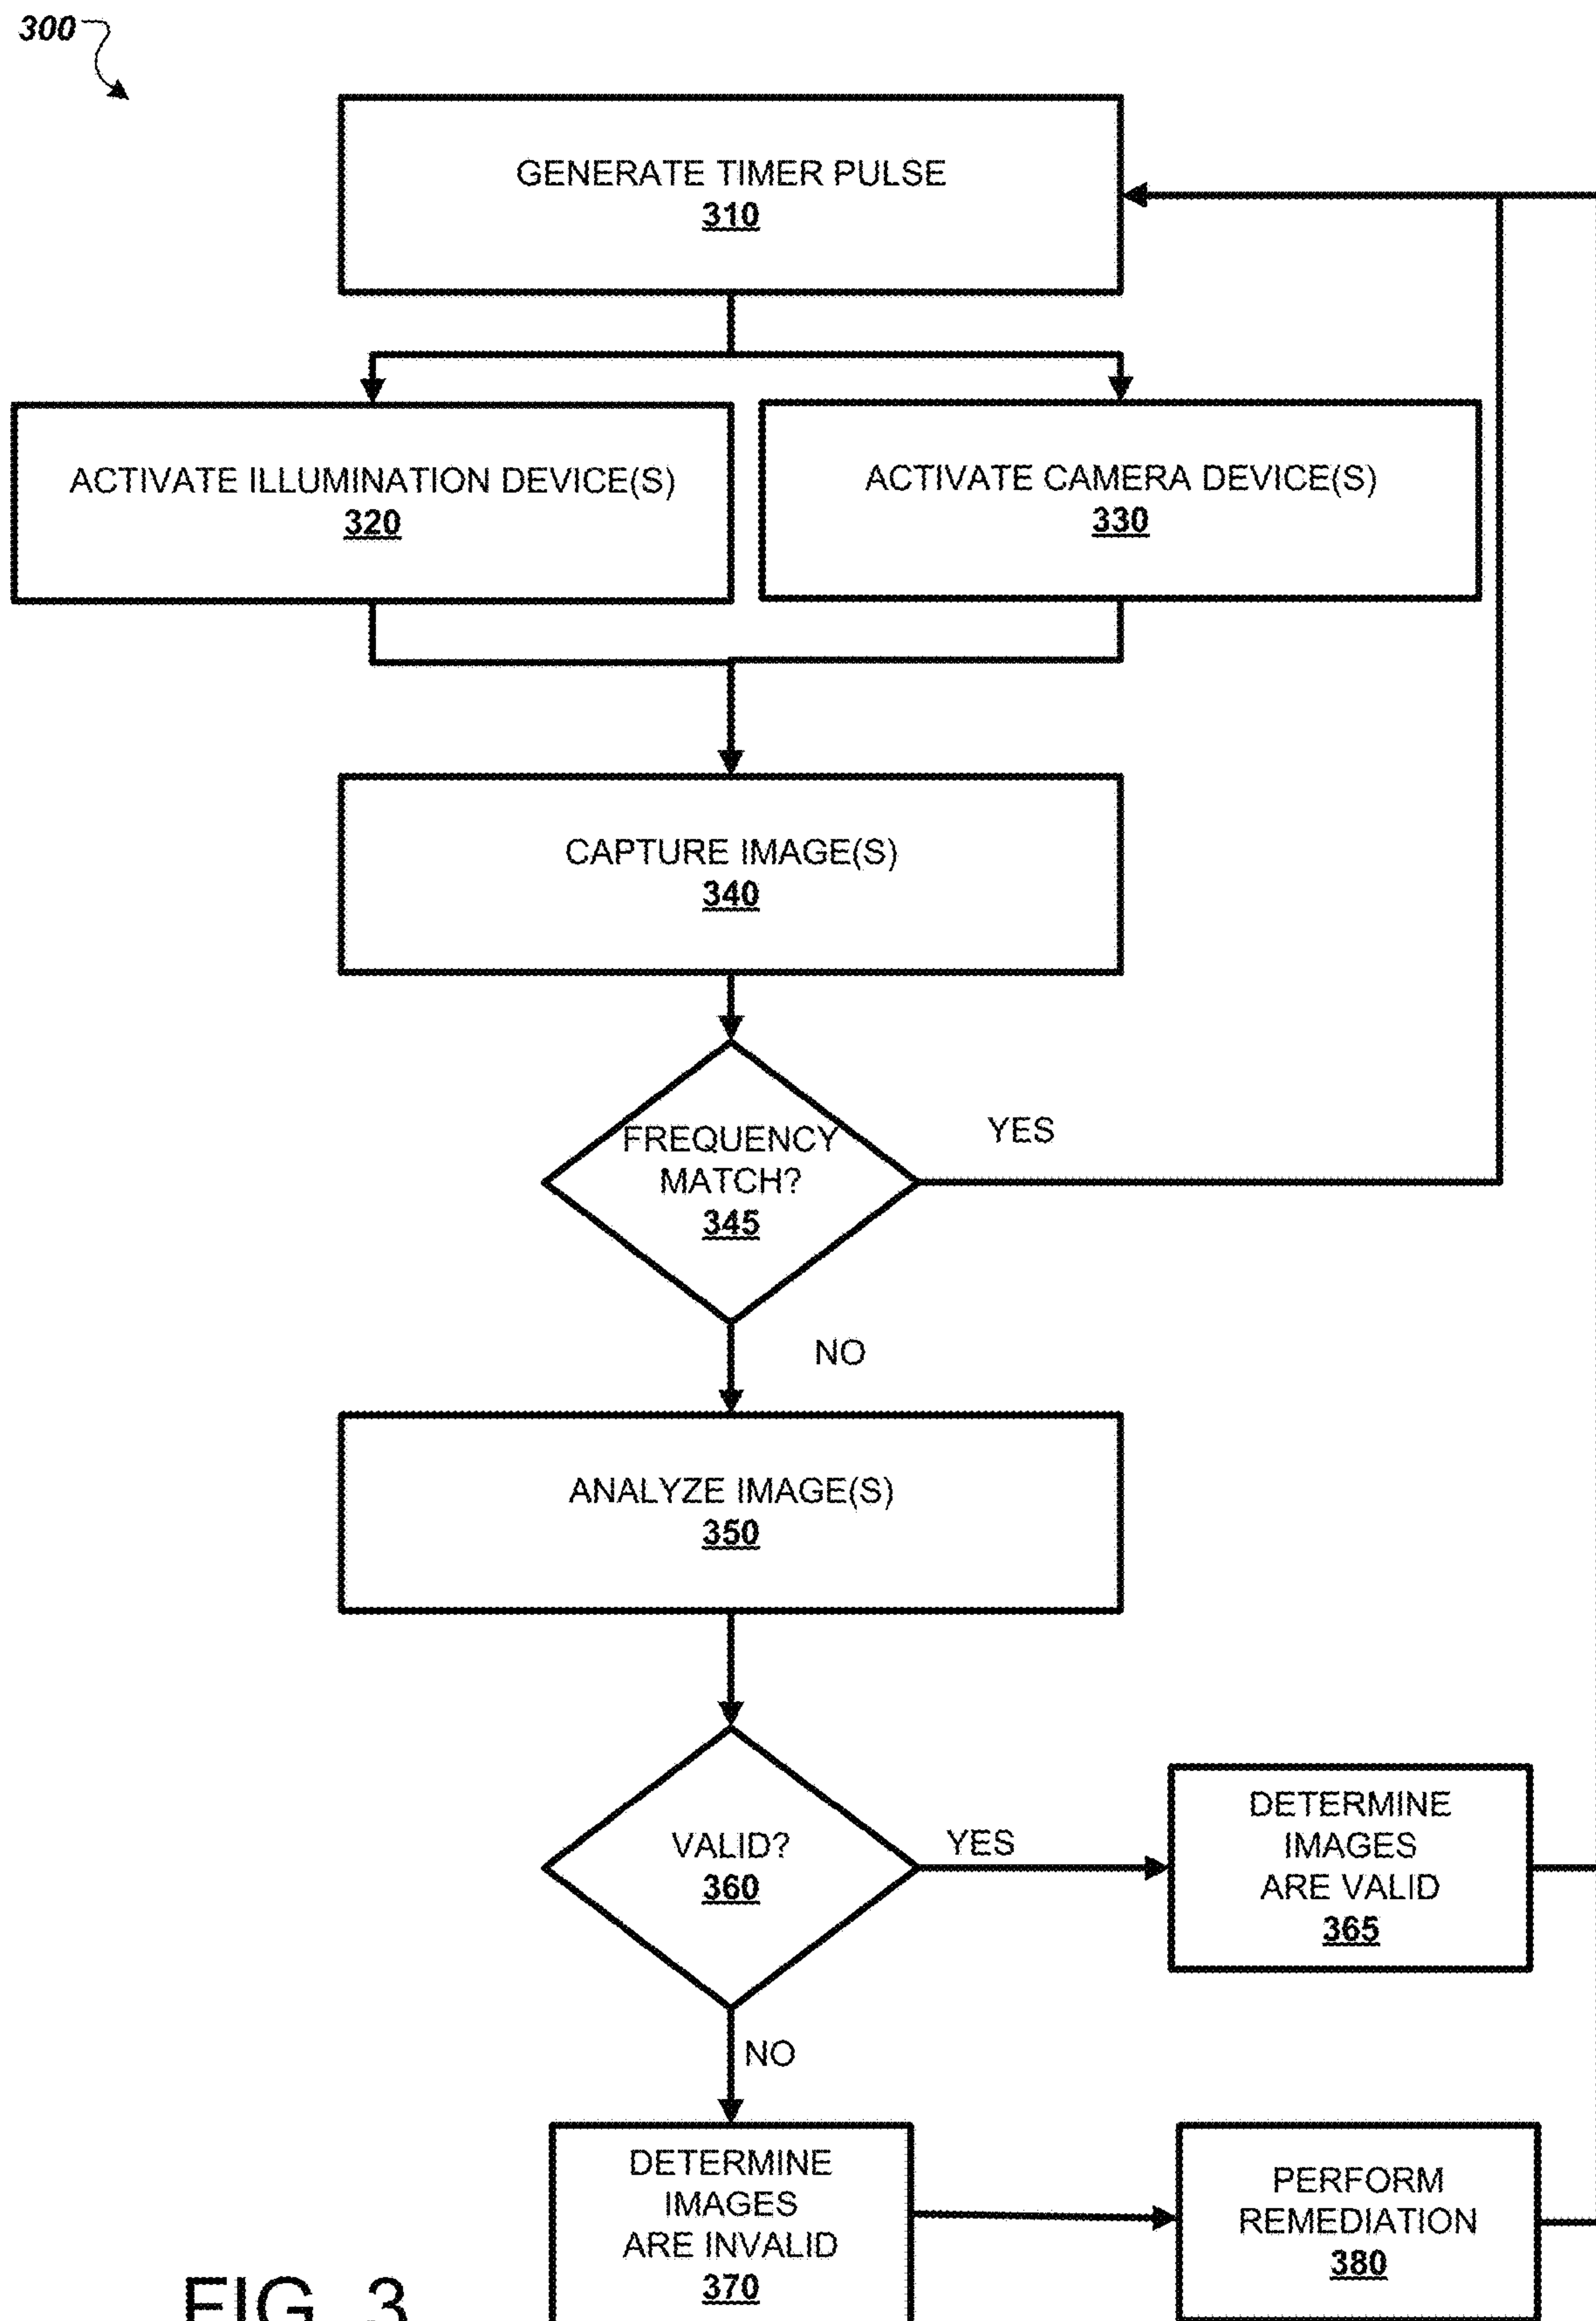 300
GENERATE TIMER PULSE
310
ACTIVATE ILLUMINATION DEVICE(S)
320
ACTIVATE CAMERA DEVICE(S)
330
CAPTURE IMAGE(S)
340
FREQUENCY
MATCH?
345
YES
NO
ANALYZE IMAGE(S)
350
VALID?
360
YES
DETERMINE
IMAGES
ARE VALID
365
NO
DETERMINE
IMAGES
ARE INVALID
370
PERFORM
REMEDIATION
380
FIG. 3